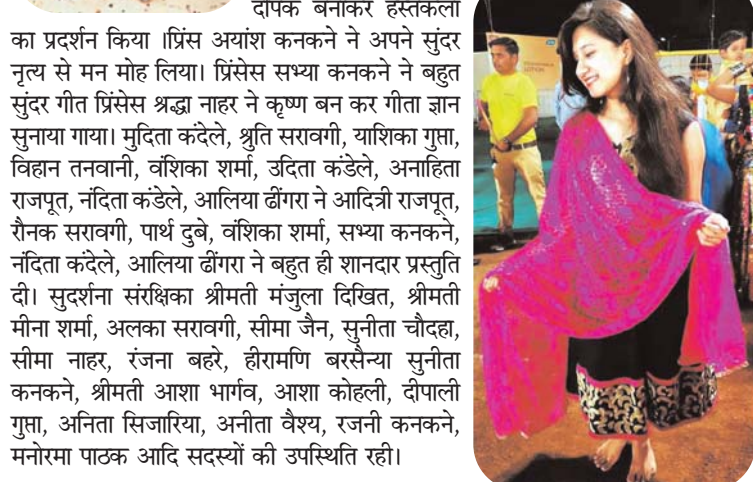 दीपक बनाकर हस्तकला
का प्रदर्शन किया ।प्रिंस अयांश कनकने ने अपने सुंदर
नृत्य से मन मोह लिया। प्रिंसेस सभ्या कनकने ने बहुत
सुंदर गीत प्रिंसेस श्रद्धा नाहर ने कृष्ण बन कर गीता ज्ञान
सुनाया गाया। मुदिता कंदेले, श्रुति सरावगी, याशिका गुप्ता,
विहान तनवानी, वंशिका शर्मा, उदिता कंडेले, अनाहिता
राजपूत, नंदिता कंडेले, आलिया ढींगरा ने आदित्री राजपूत,
रौनक सरावगी, पार्थ दुबे, वंशिका शर्मा, सभ्या कनकने,
नंदिता कंदेले, आलिया ढींगरा ने बहुत ही शानदार प्रस्तुति
दी। सुदर्शना संरक्षिका श्रीमती मंजुला दिखित, श्रीमती
मीना शर्मा, अलका सरावगी, सीमा जैन, सुनीता चौदहा,
सीमा नाहर, रंजना बहरे, हीरामणि बरसैन्या सुनीता
कनकने, श्रीमती आशा भार्गव, आशा कोहली, दीपाली
गुप्ता, अनिता सिजारिया, अनीता वैश्य, रजनी कनकने,
मनोरमा पाठक आदि सदस्यों की उपस्थिति रही।